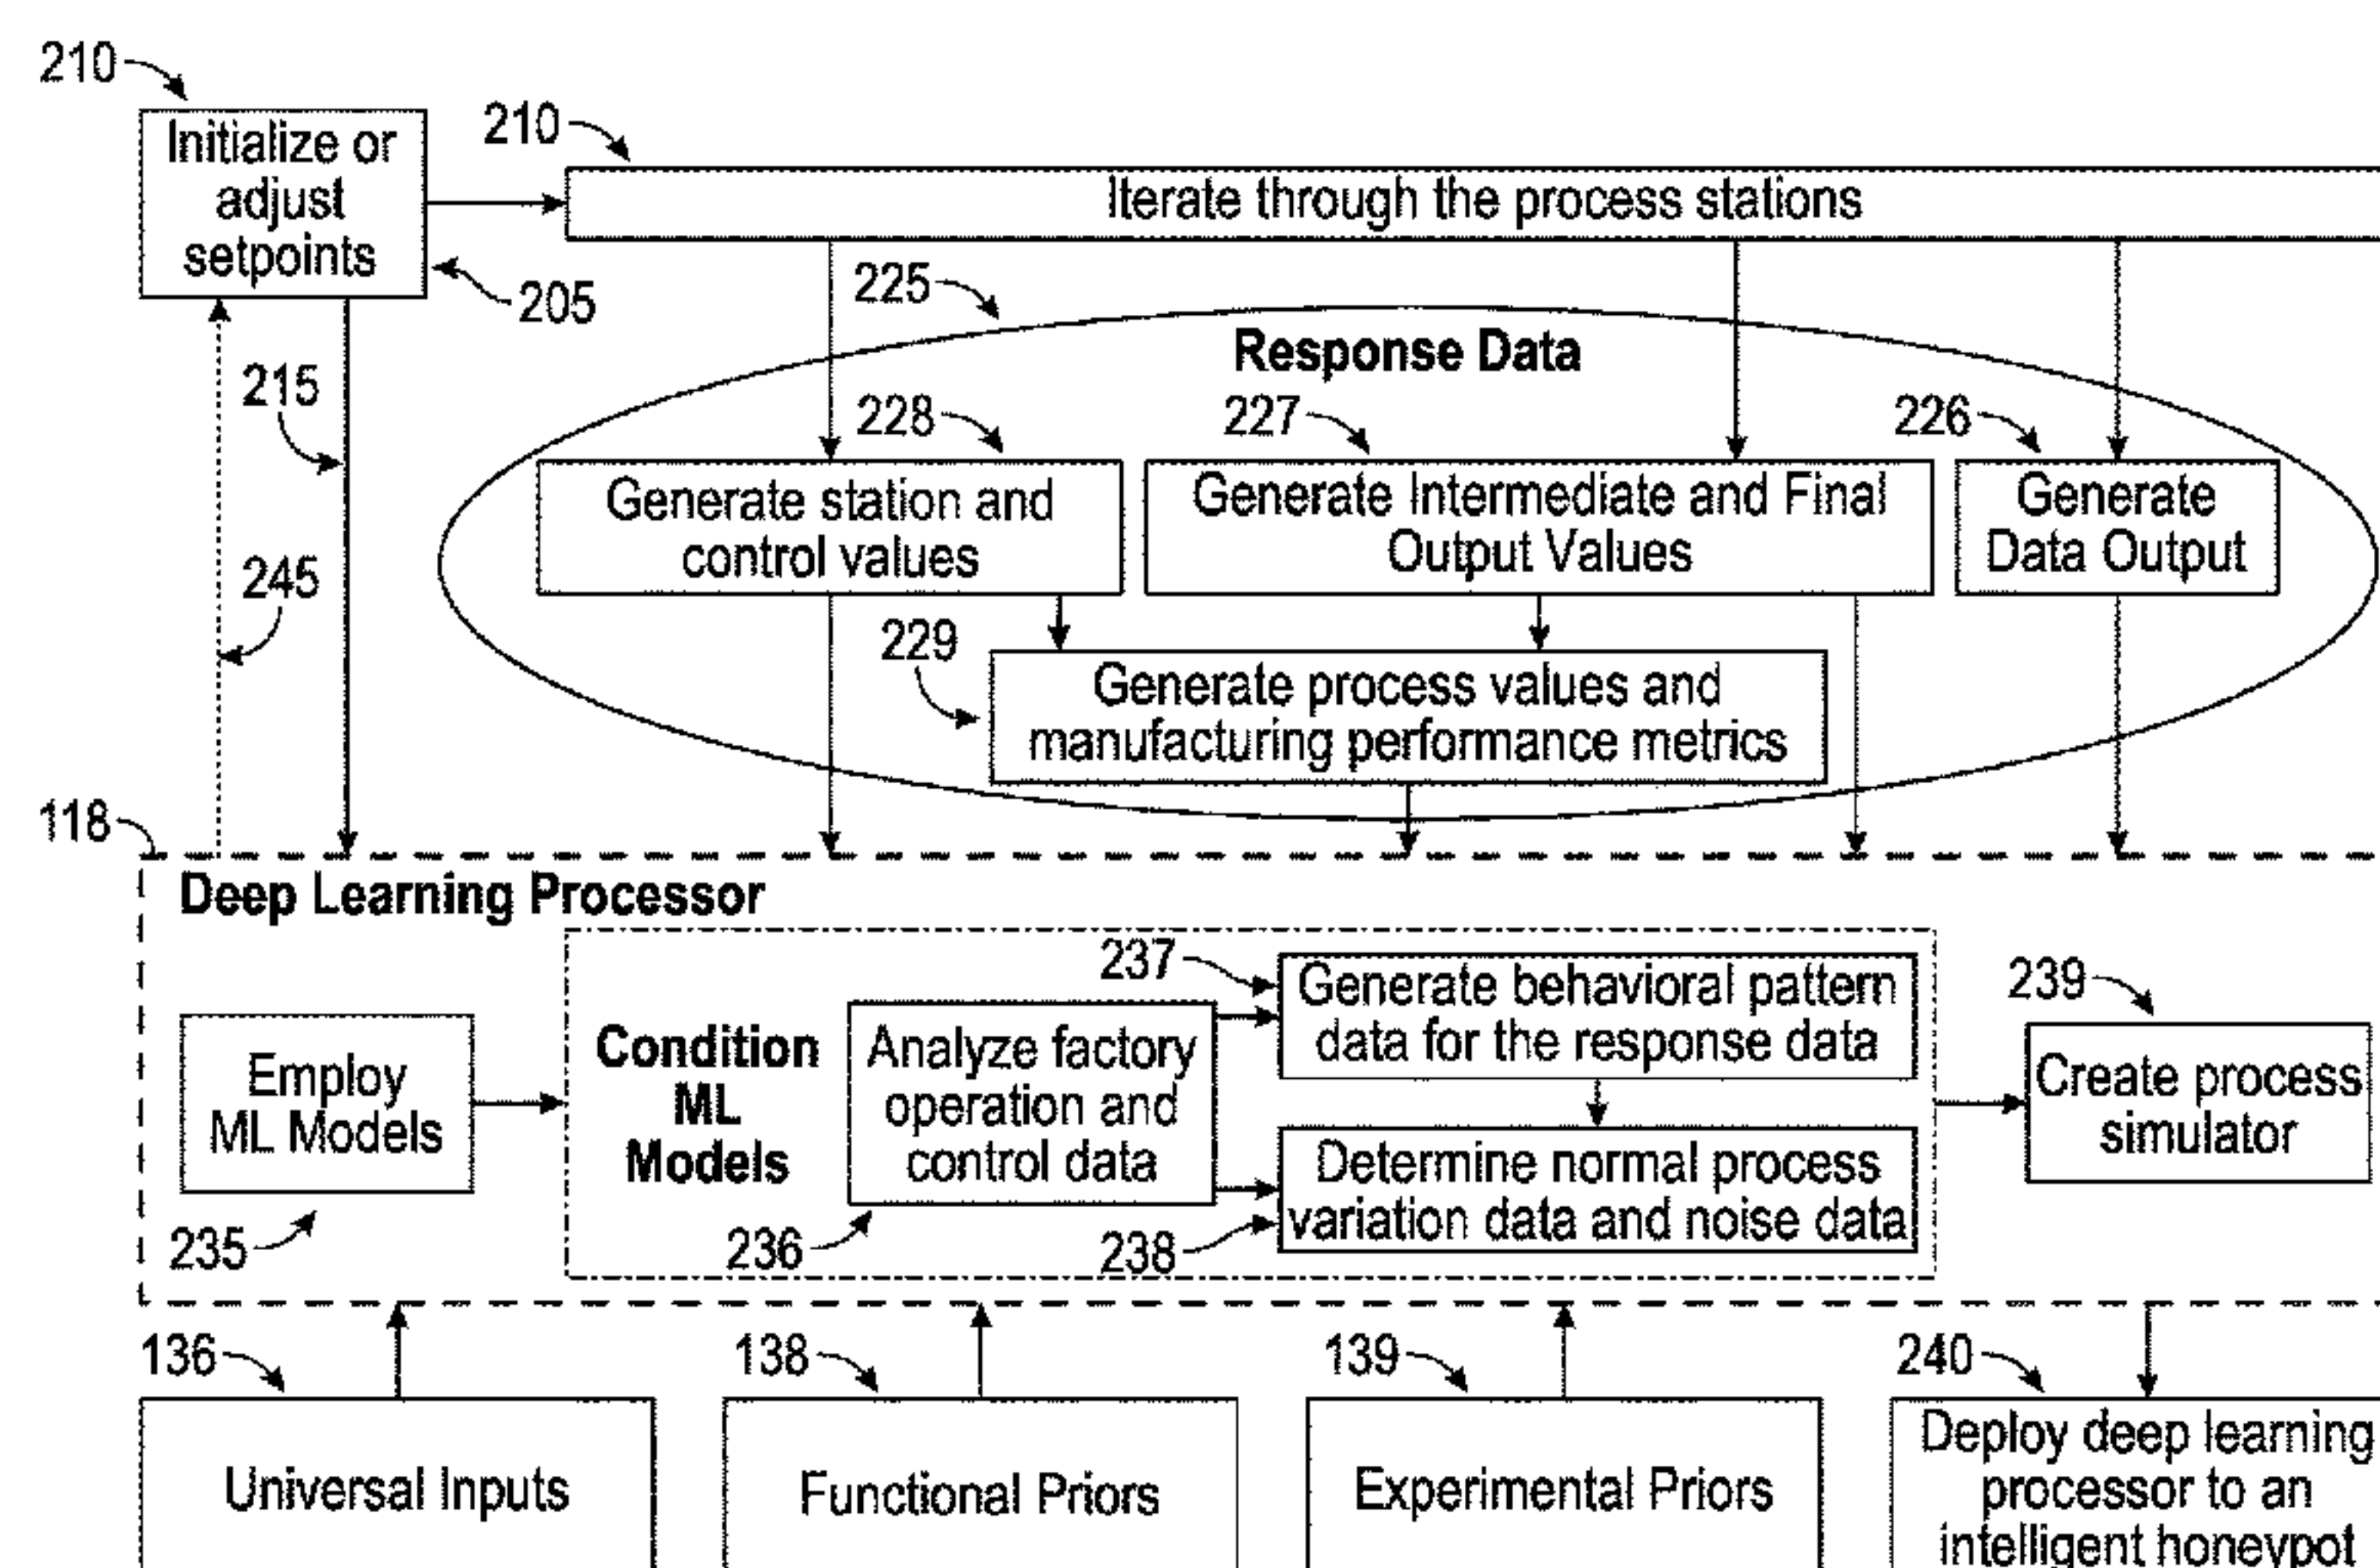 210
Initialize or
adjust
setpoints
205
210
Iterate through the process stations
225
Response Data
215
228
227
226
Generate station and
control values
Generate Intermediate and Final
Output Values
Generate
Data Output
245
229
Generate process values and
manufacturing performance metrics
118
Deep Learning Processor
237
Generate behavioral pattern
data for the response data
239
Employ
ML Models
Condition
ML
Models
Analyze factory
operation and
control data
Create process
simulator
Determine normal process
variation data and noise data
235
236
238
136
138
139
240
Universal Inputs
Functional Priors
Experimental Priors
Deploy deep learning
processor to an
intelligent honeypot